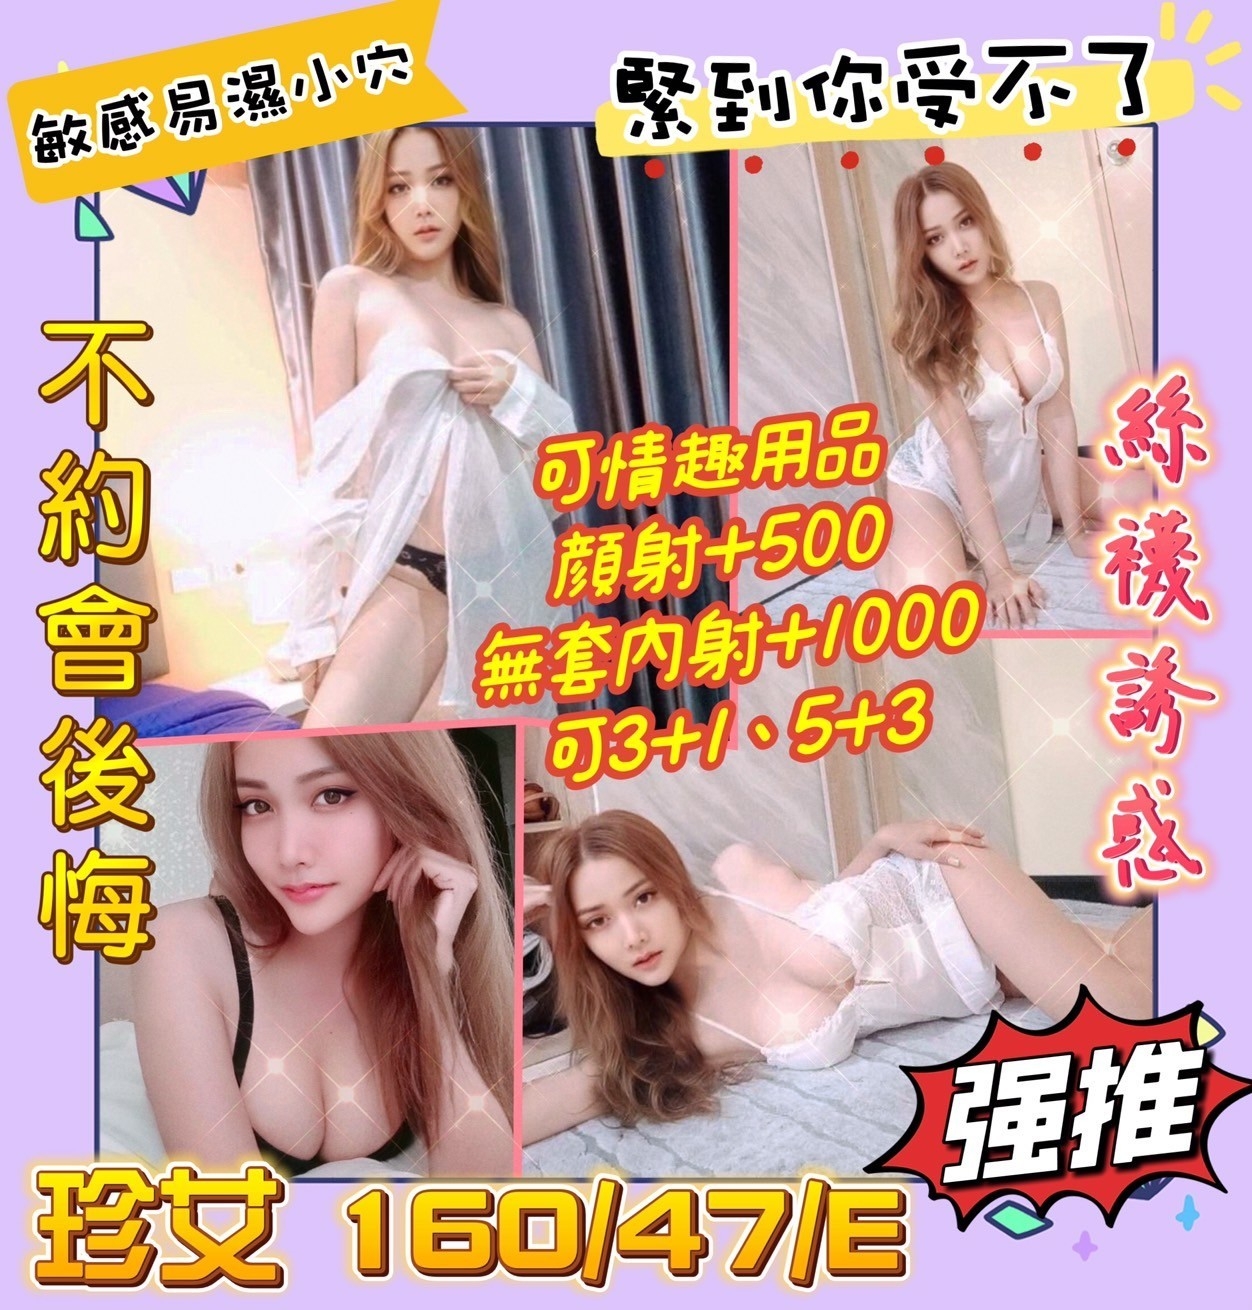 敏感易濕小穴
緊到你受不了
不約會後悔
可情趣用品
顏射+500
無套內射+1000
可3+1、5+3
絲襪誘惑
强推
珍艾 160/47/E